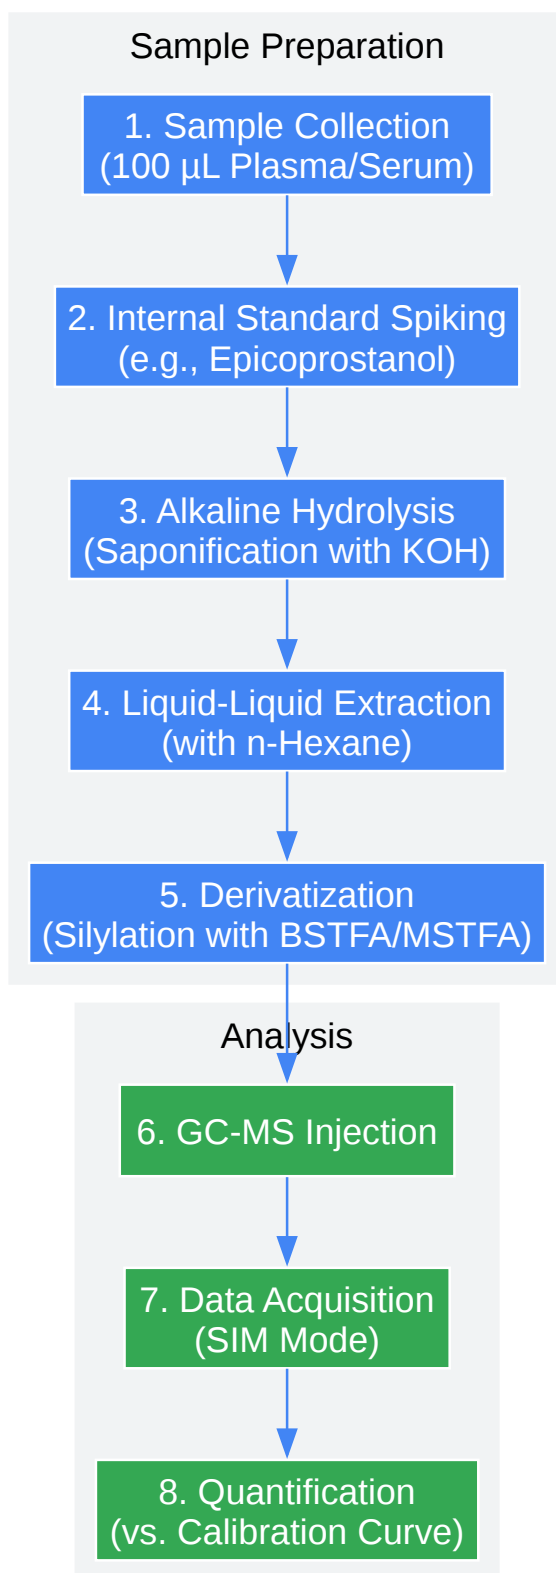 Sample Preparation
1. Sample Collection
(100 µL Plasma/Serum)
2. Internal Standard Spiking
(e.g., Epicoprostanol)
3. Alkaline Hydrolysis
(Saponification with KOH)
4. Liquid-Liquid Extraction
(with n-Hexane)
5. Derivatization
(Silylation with BSTFA/MSTFA)
Analysis
6. GC-MS Injection
7. Data Acquisition
(SIM Mode)
8. Quantification
(vs. Calibration Curve)